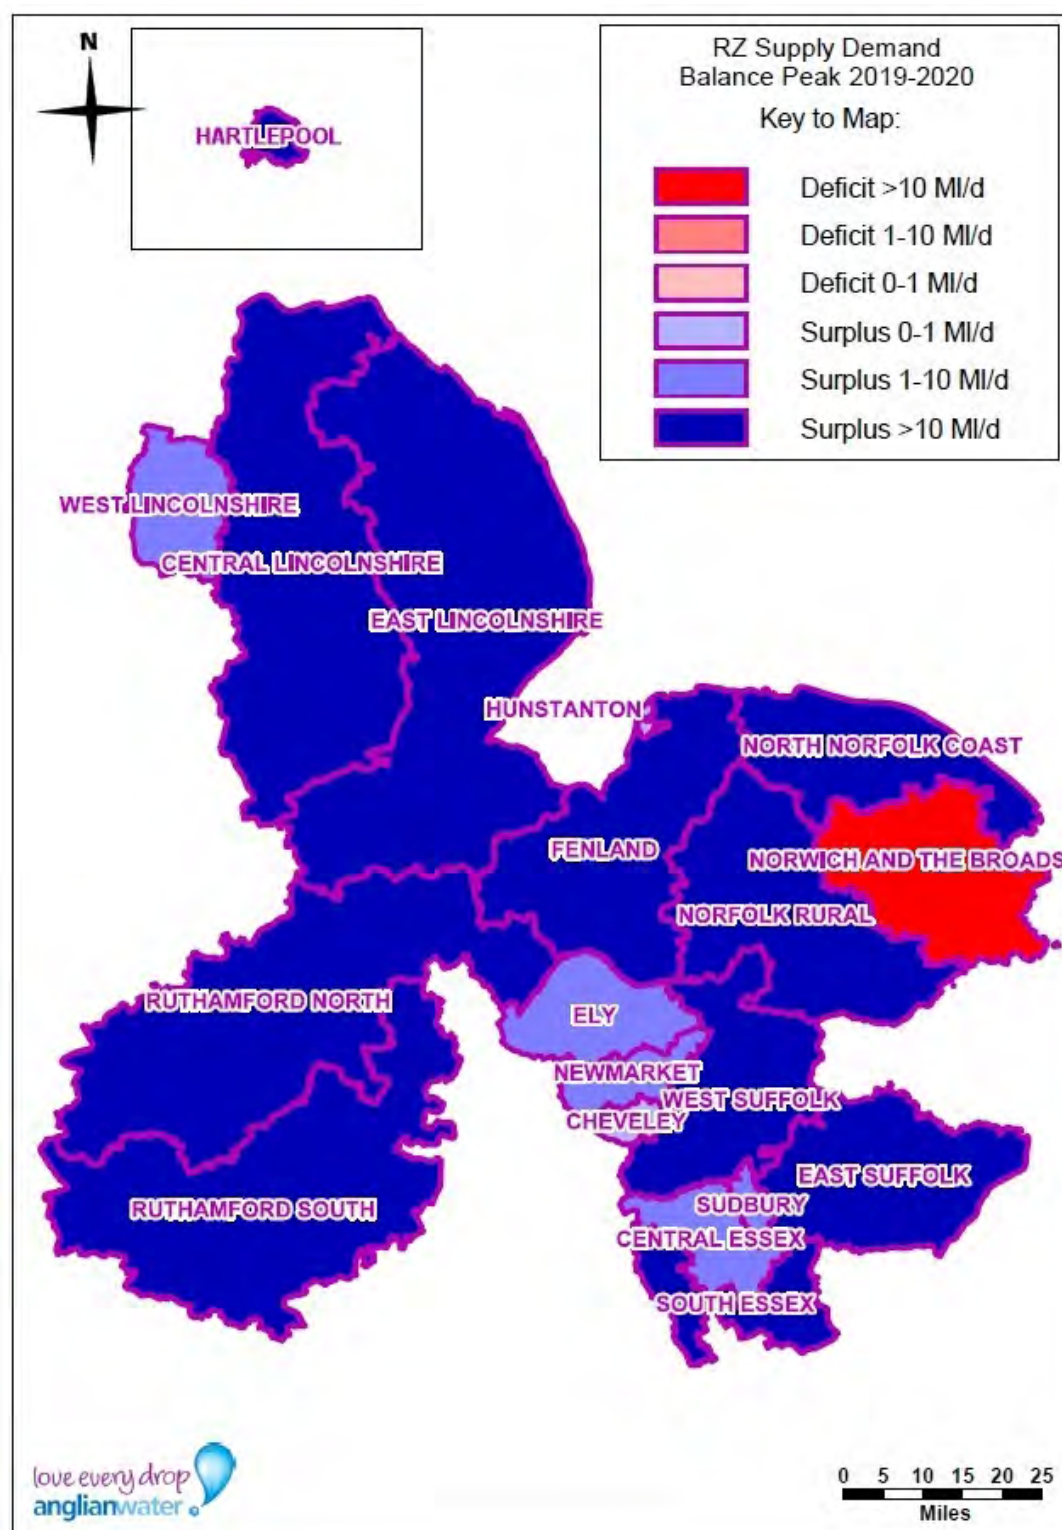 N
HARTLEPOOL
RZ Supply Demand
Balance Peak 2019-2020
Key to Map:
Deficit >10 Ml/d
Deficit 1-10 Ml/d
Deficit 0-1 Ml/d
Surplus 0-1 Ml/d
Surplus 1-10 Ml/d
Surplus >10 Ml/d
WEST LINCOLNSHIRE
CENTRAL LINCOLNSHIRE
EAST LINCOLNSHIRE
HUNSTANTON
NORTH NORFOLK COAST
FENLAND
NORWICH AND THE BROADS
NORFOLK RURAL
RUTHAMFORD NORTH
ELY
NEWMARKET
WEST SUFFOLK
CHEVELEY
EAST SUFFOLK
SUDBURY
RUTHAMFORD SOUTH
CENTRAL ESSEX
SOUTH ESSEX
love every drop
anglianwater
0 5 10 15 20 25
Miles